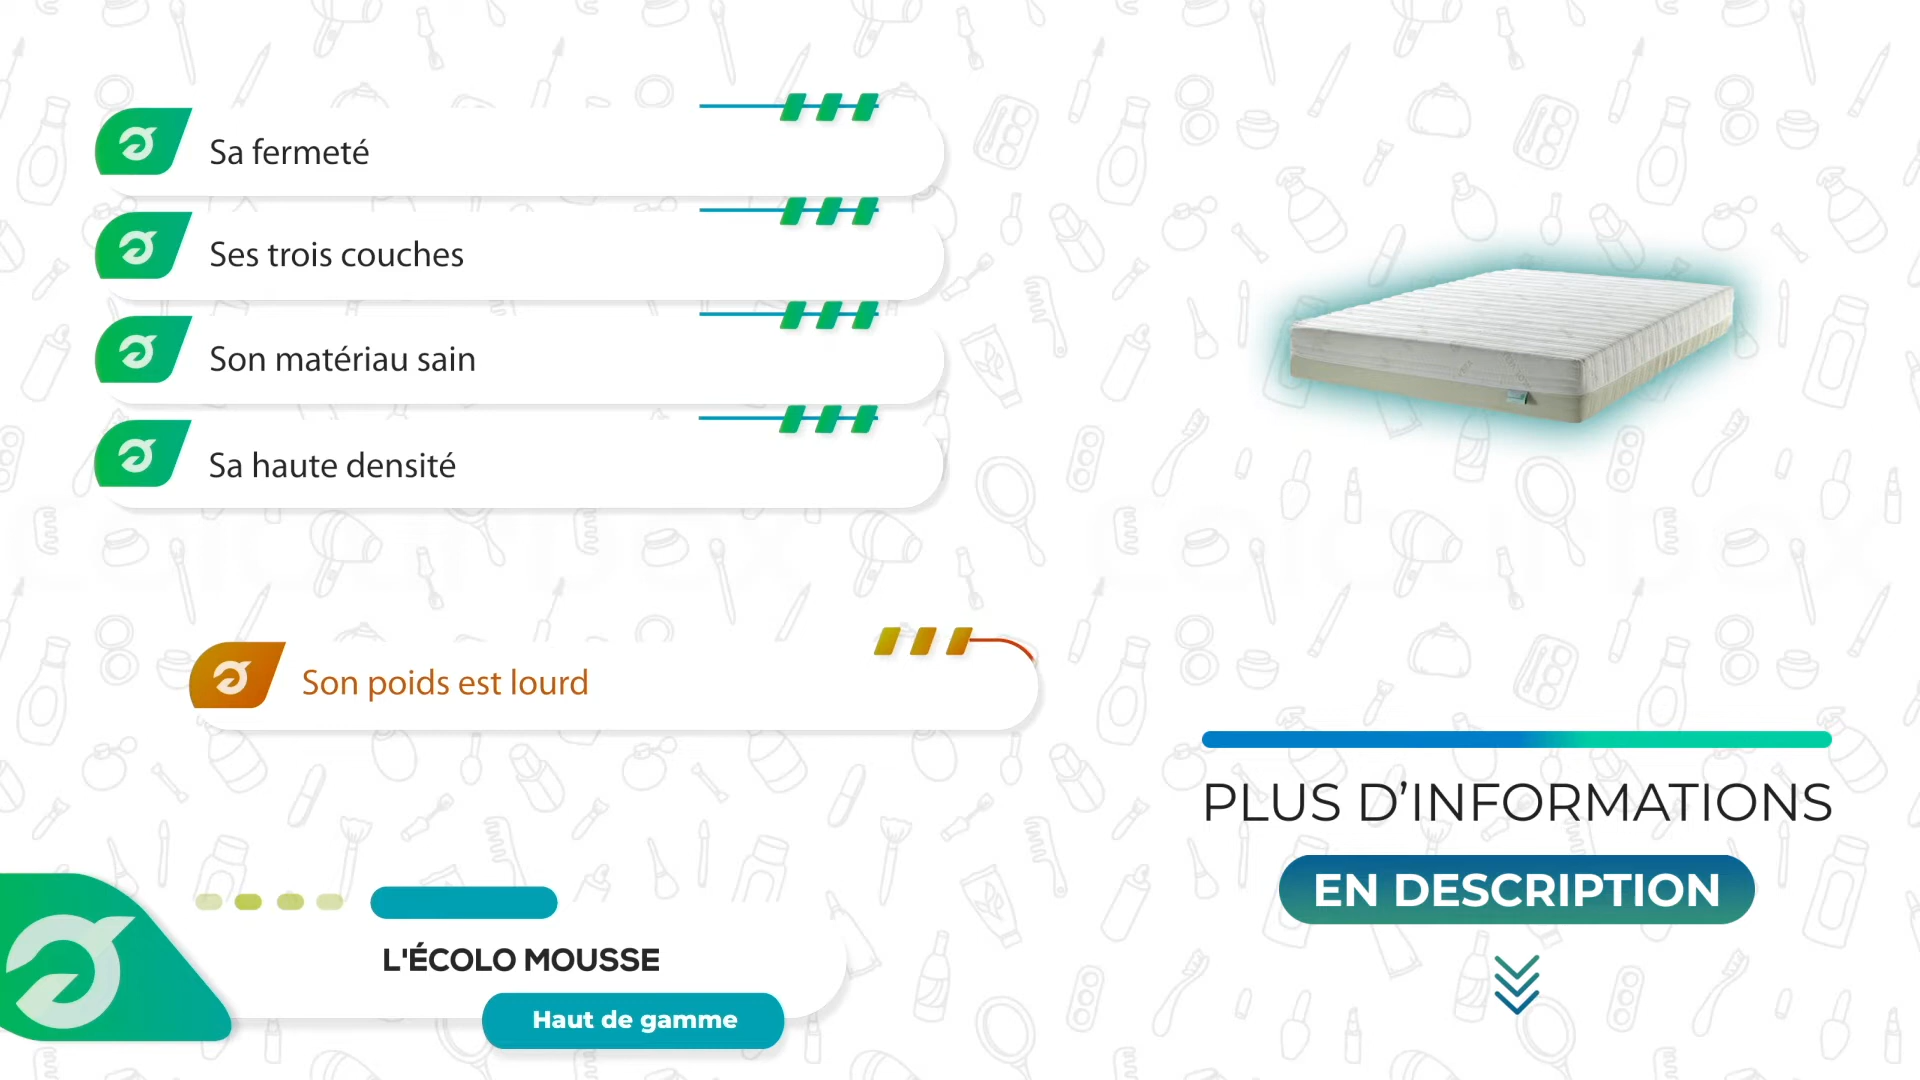 Sa fermeté
Ses trois couches
Son matériau sain
Sa haute densité
Son poids est lourd
PLUS D’INFORMATIONS
EN DESCRIPTION
L'ÉCOLO MOUSSE
Haut de gamme